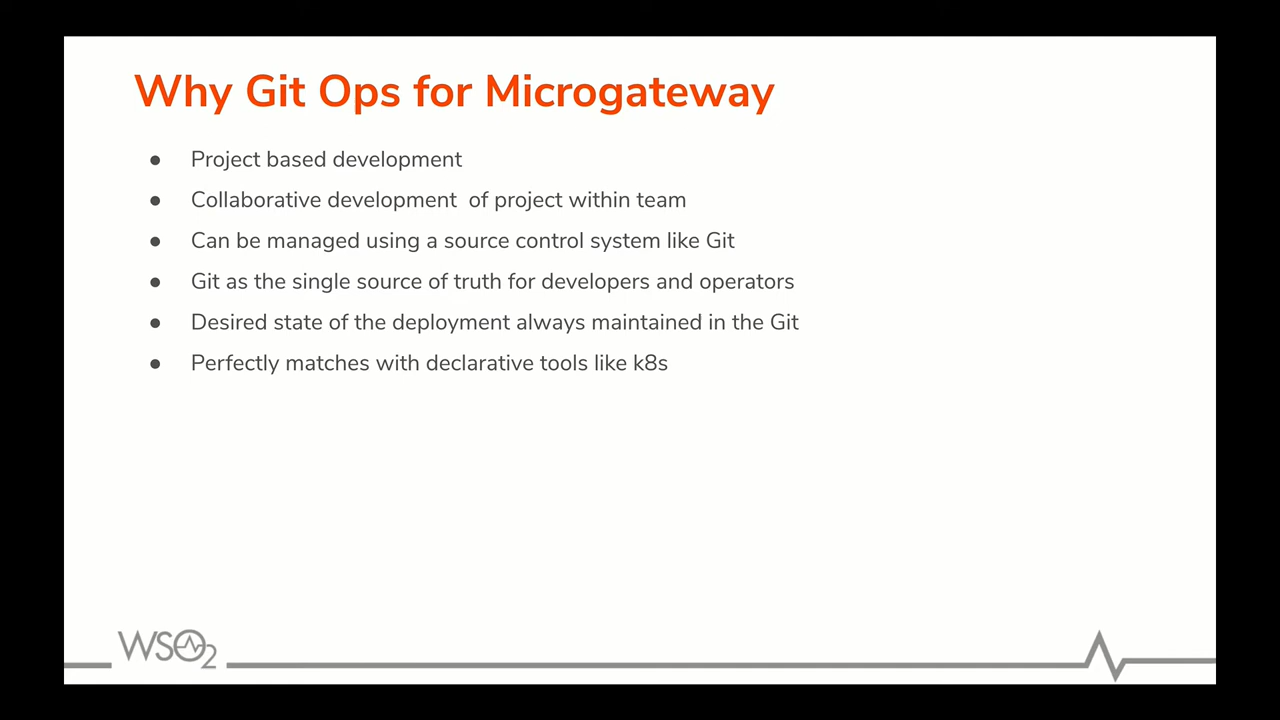 Why Git Ops for Microgateway
● Project based development
● Collaborative development  of project within team
● Can be managed using a source control system like Git
● Git as the single source of truth for developers and operators
● Desired state of the deployment always maintained in the Git
● Perfectly matches with declarative tools like k8s
WSO2